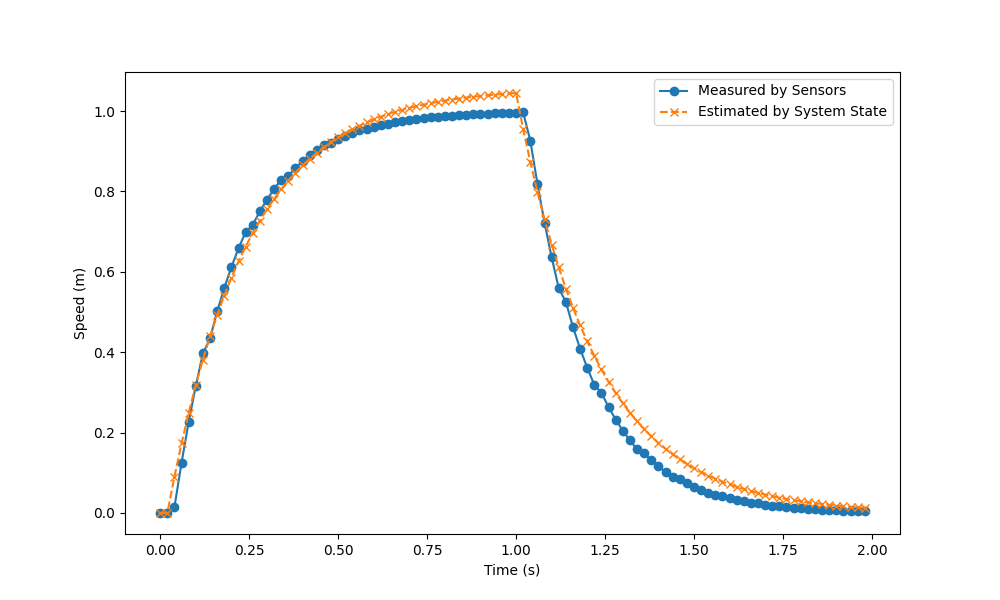 Measured by Sensors
Estimated by System State
1.0
0.8
0.6
0.4
0.2
0.0
Speed (m)
0.00 0.25 0.50 0.75 1.00 1.25 1.50 1.75 2.00
Time (s)